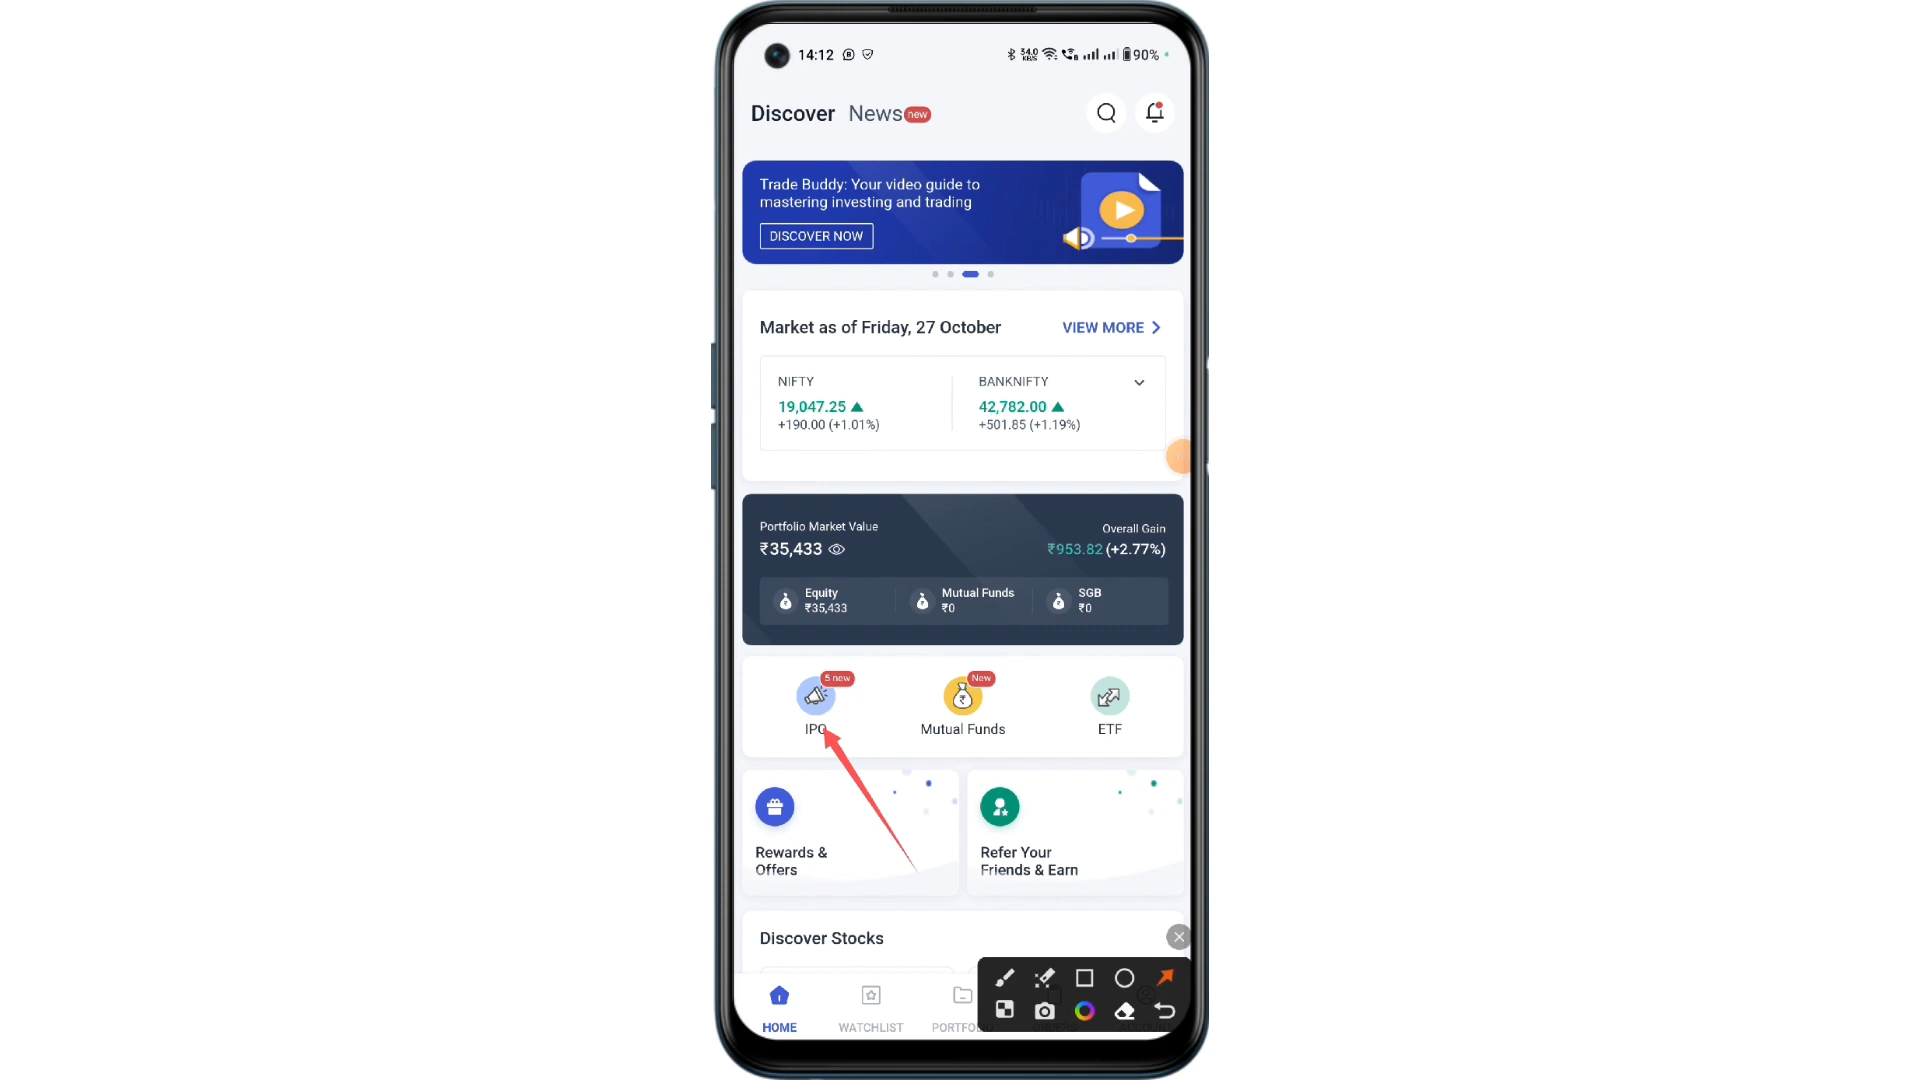 14:12
34.0
KB/S
90%
Discover News new
Trade Buddy: Your video guide to
mastering investing and trading
DISCOVER NOW
Market as of Friday, 27 October
VIEW MORE
NIFTY
19,047.25
+190.00 (+1.01%)
BANKNIFTY
42,782.00
+501.85 (+1.19%)
Portfolio Market Value
₹35,433
Overall Gain
₹953.82 (+2.77%)
Equity
₹35,433
Mutual Funds
₹0
SGB
₹0
5 new
IPO
New
Mutual Funds
ETF
Rewards &
Offers
Refer Your
Friends & Earn
Discover Stocks
HOME
WATCHLIST
PORTFOLIO